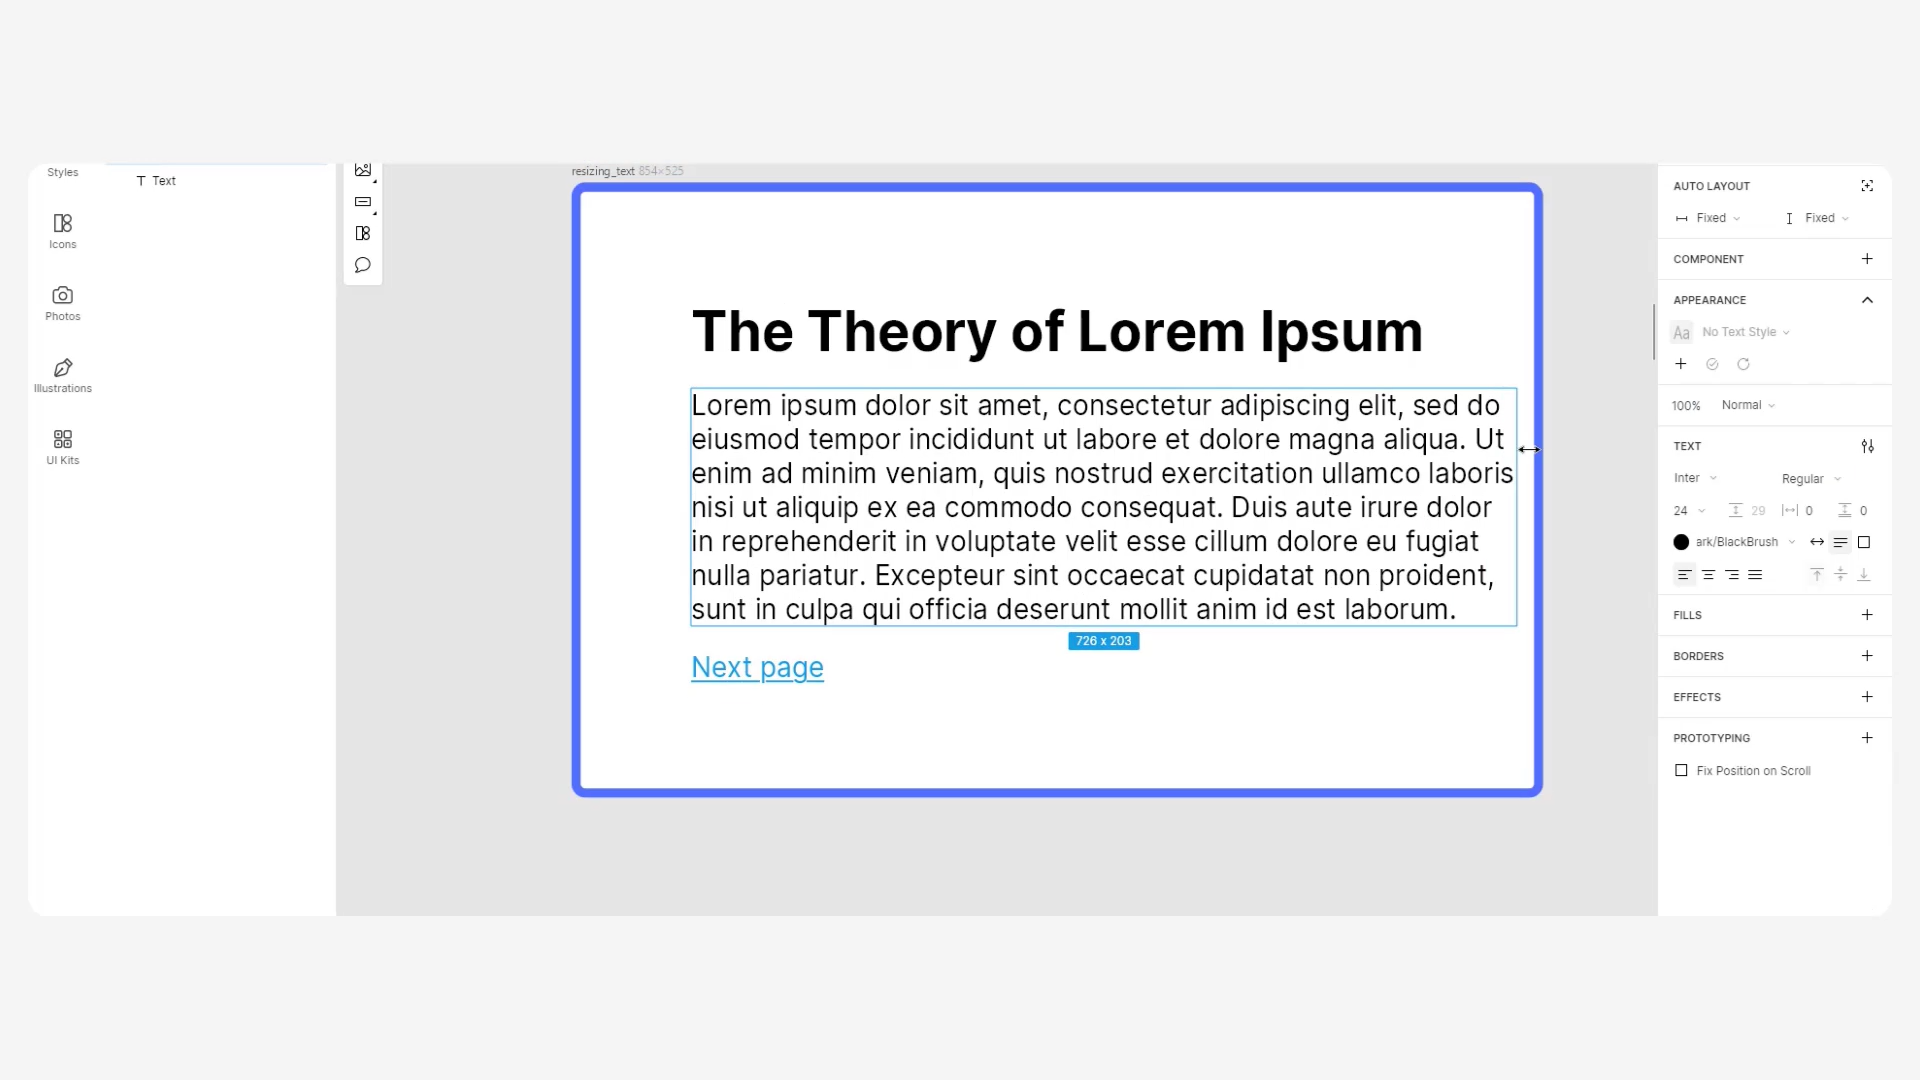 Styles
Icons
Photos
Illustrations
UI Kits
Text
resizing_text 854×525
The Theory of Lorem Ipsum
Lorem ipsum dolor sit amet, consectetur adipiscing elit, sed do
eiusmod tempor incididunt ut labore et dolore magna aliqua. Ut
enim ad minim veniam, quis nostrud exercitation ullamco laboris
nisi ut aliquip ex ea commodo consequat. Duis aute irure dolor
in reprehenderit in voluptate velit esse cillum dolore eu fugiat
nulla pariatur. Excepteur sint occaecat cupidatat non proident,
sunt in culpa qui officia deserunt mollit anim id est laborum.
726 x 203
Next page
AUTO LAYOUT
Fixed Fixed
COMPONENT
APPEARANCE
Aa No Text Style
100% Normal
TEXT
Inter Regular
24 29 0 0
ark/BlackBrush
FILLS
BORDERS
EFFECTS
PROTOTYPING
Fix Position on Scroll